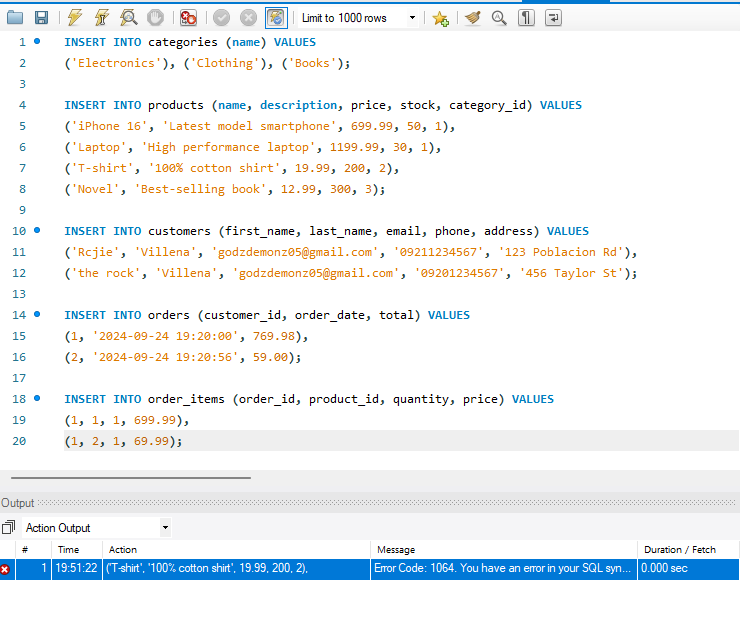 Limit to 1000 rows
1 INSERT INTO categories (name) VALUES
2 ('Electronics'), ('Clothing'), ('Books');
3
4 INSERT INTO products (name, description, price, stock, category_id) VALUES
5 ('iPhone 16', 'Latest model smartphone', 699.99, 50, 1),
6 ('Laptop', 'High performance laptop', 1199.99, 30, 1),
7 ('T-shirt', '100% cotton shirt', 19.99, 200, 2),
8 ('Novel', 'Best-selling book', 12.99, 300, 3);
9
10 INSERT INTO customers (first_name, last_name, email, phone, address) VALUES
11 ('Rcjie', 'Villena', 'godzdemonz05@gmail.com', '09211234567', '123 Poblacion Rd'),
12 ('the rock', 'Villena', 'godzdemonz05@gmail.com', '09201234567', '456 Taylor St');
13
14 INSERT INTO orders (customer_id, order_date, total) VALUES
15 (1, '2024-09-24 19:20:00', 769.98),
16 (2, '2024-09-24 19:20:56', 59.00);
17
18 INSERT INTO order_items (order_id, product_id, quantity, price) VALUES
19 (1, 1, 1, 699.99),
20 (1, 2, 1, 69.99);
Output
Action Output
# Time Action Message Duration / Fetch
1 19:51:22 ('T-shirt', '100% cotton shirt', 19.99, 200, 2), Error Code: 1064. You have an error in your SQL syn... 0.000 sec